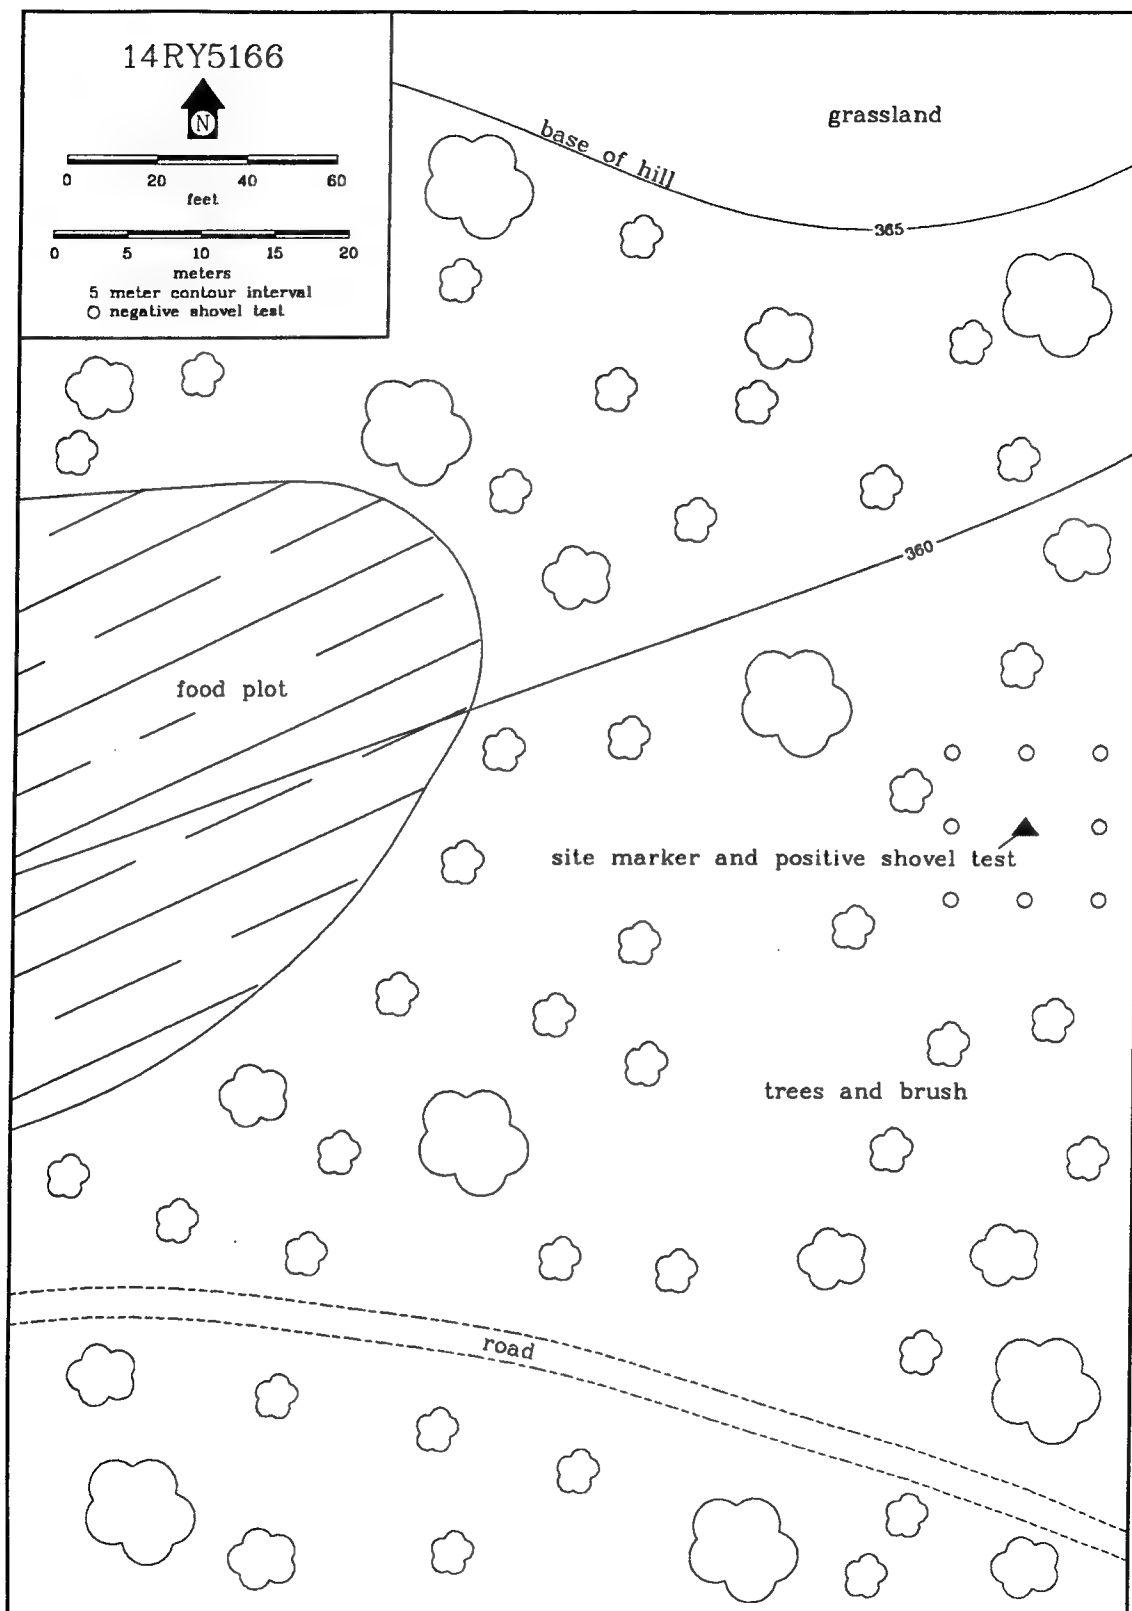 14RY5166
N
0 20 40 60
feet
0 5 10 15 20
meters
5 meter contour interval
negative shovel test
grassland
base of hill
365
360
food plot
site marker and positive shovel test
trees and brush
road